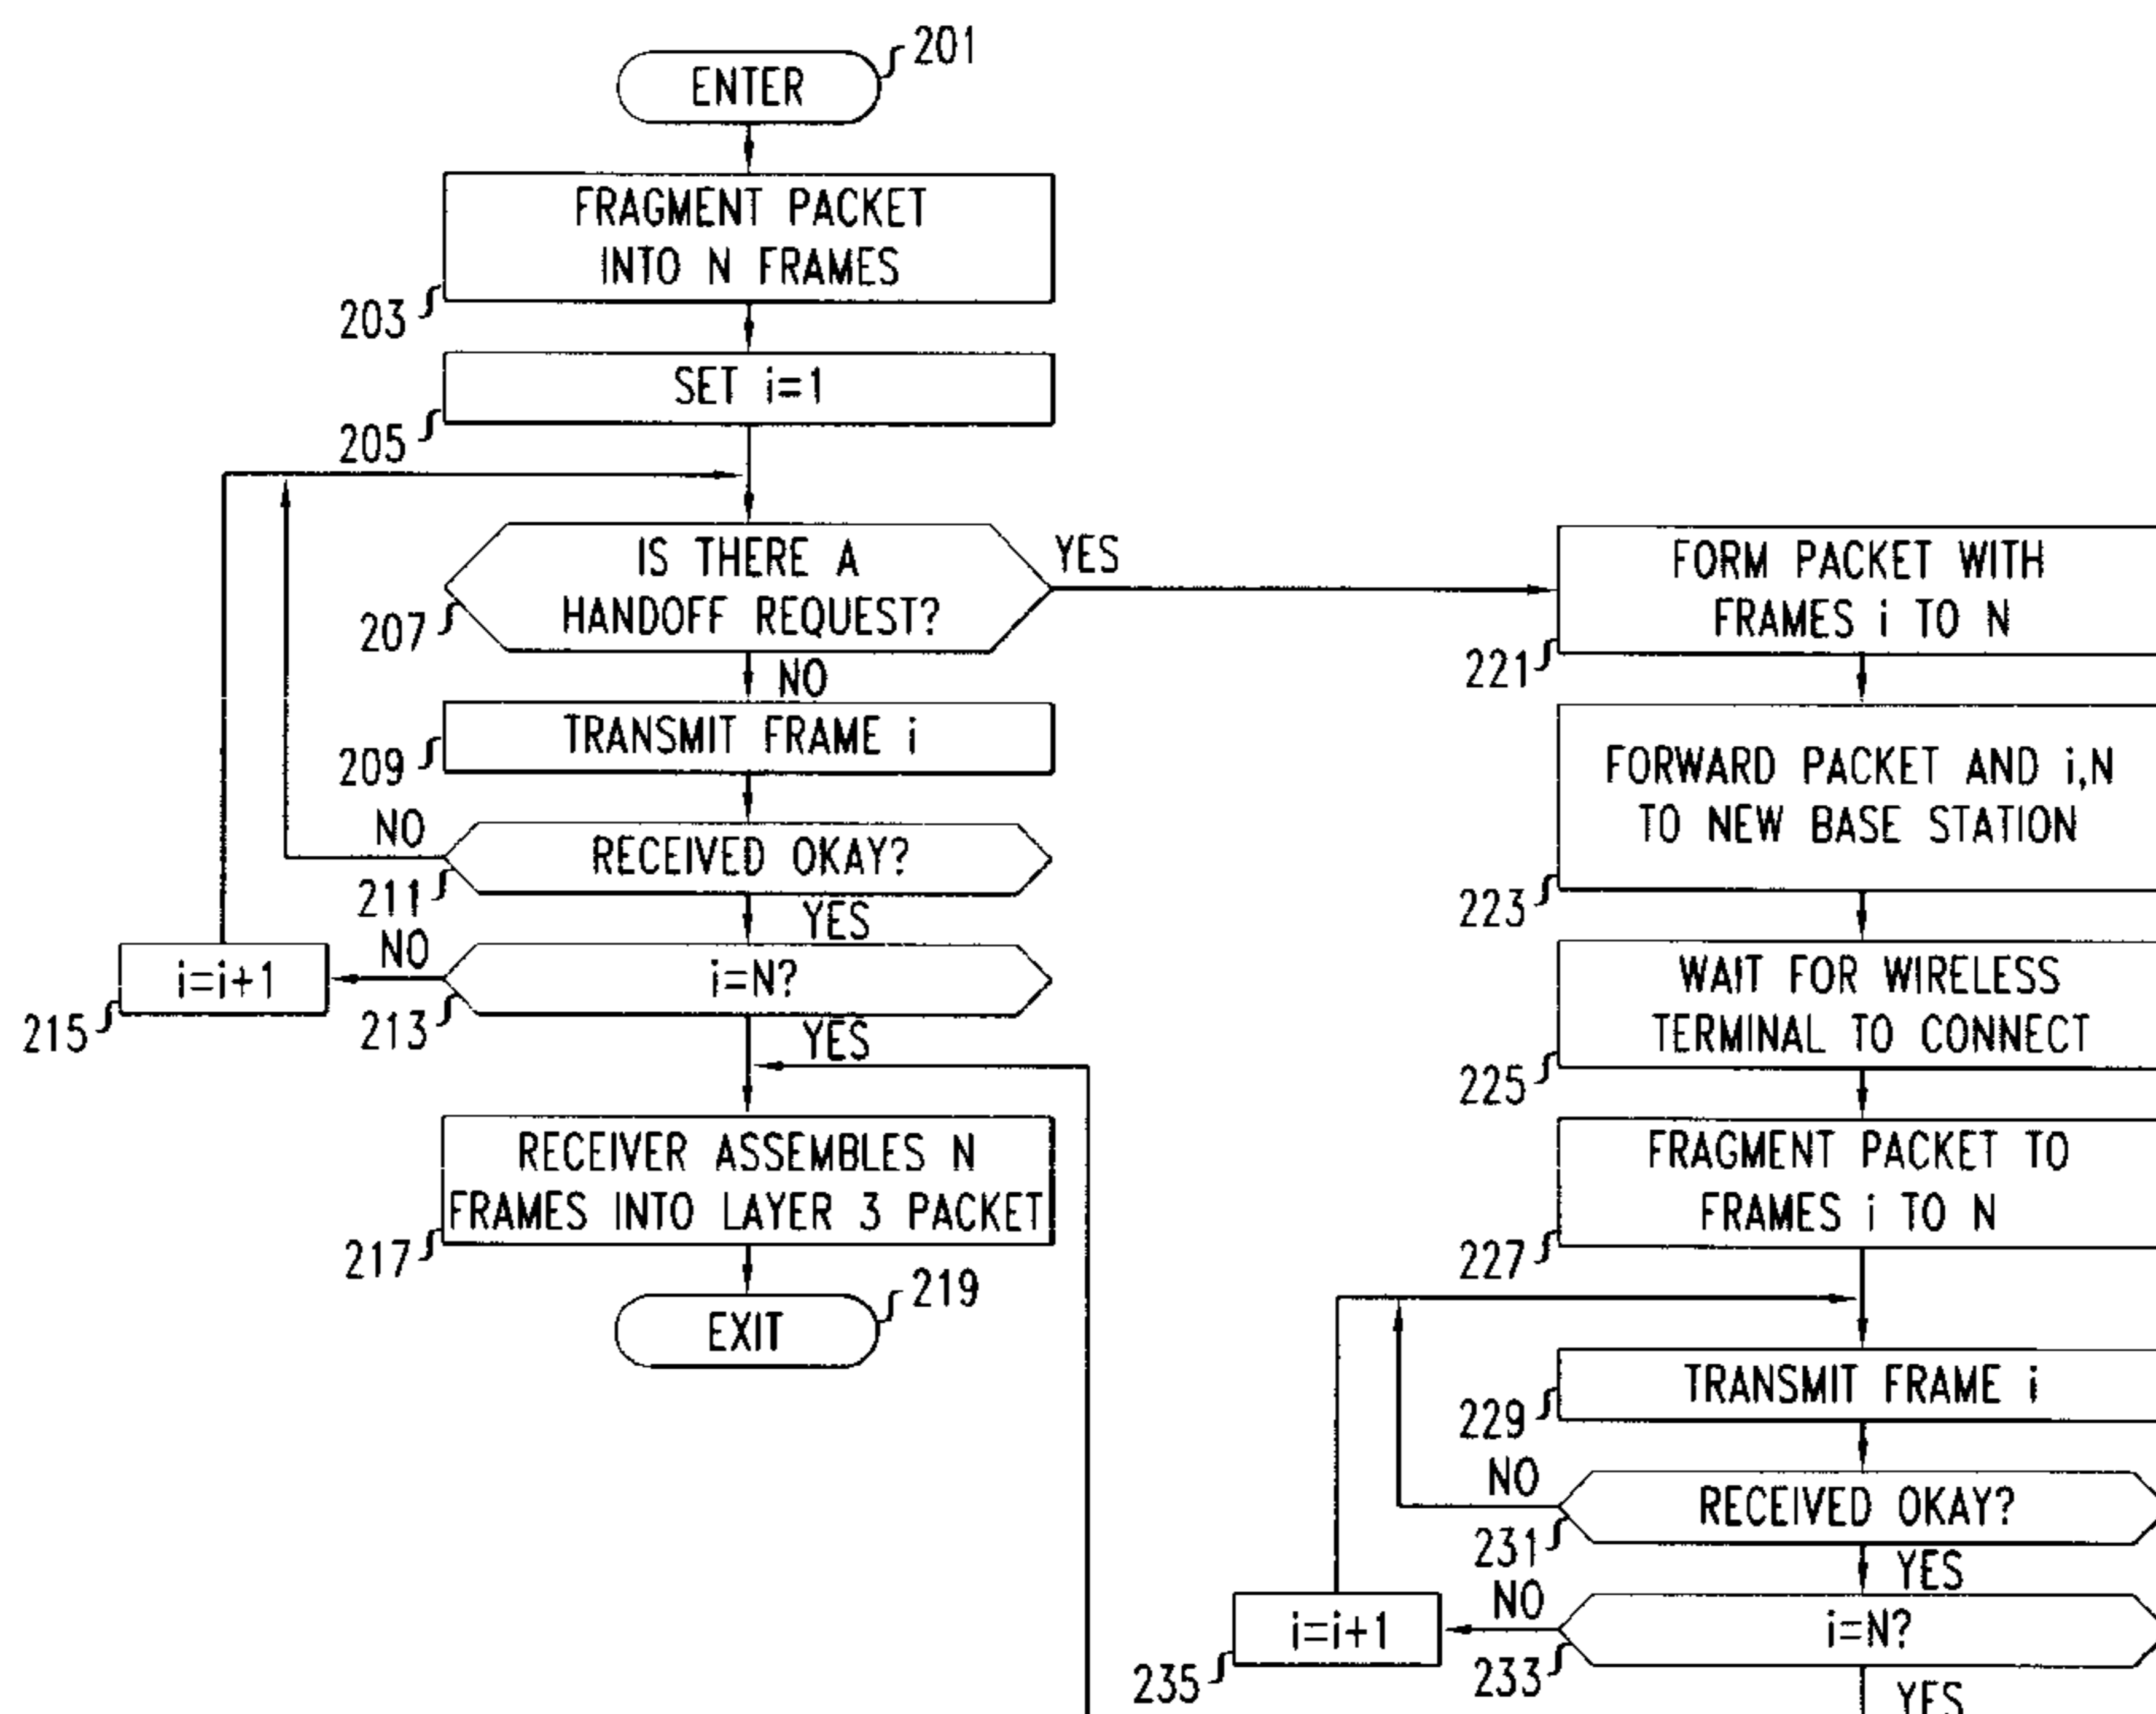 ENTER
201
FRAGMENT PACKET
INTO N FRAMES
203
SET i=1
205
IS THERE A
HANDOFF REQUEST?
207
YES
NO
TRANSMIT FRAME i
209
RECEIVED OKAY?
NO
211
YES
i=N?
NO
213
i=i+1
215
YES
RECEIVER ASSEMBLES N
FRAMES INTO LAYER 3 PACKET
217
EXIT
219
FORM PACKET WITH
FRAMES i TO N
221
FORWARD PACKET AND i,N
TO NEW BASE STATION
223
WAIT FOR WIRELESS
TERMINAL TO CONNECT
225
FRAGMENT PACKET TO
FRAMES i TO N
227
TRANSMIT FRAME i
229
NO
RECEIVED OKAY?
231
YES
NO
i=N?
233
i=i+1
235
YES